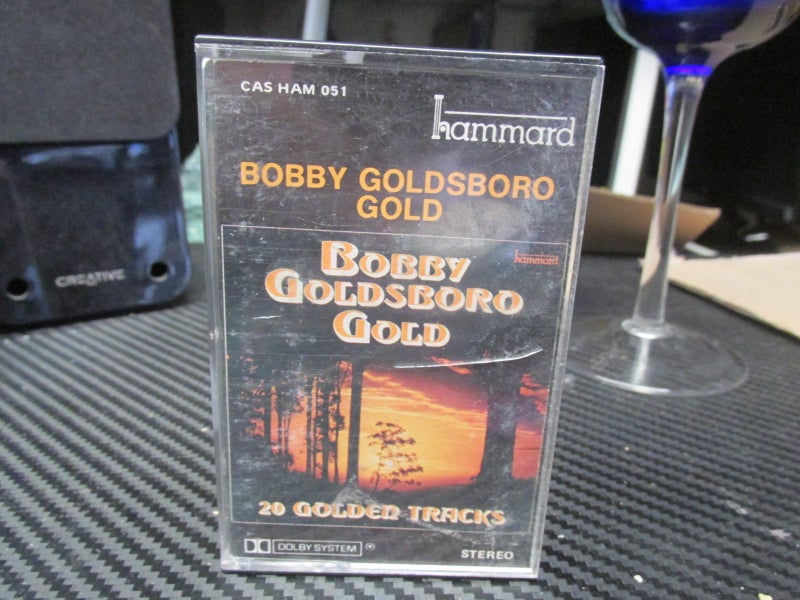 CAS HAM 051
hammard
BOBBY GOLDSBORO
GOLD
hammard
BOBBY
GOLDSBORO
GOLD
20 GOLDEN TRACKS
DOLBY SYSTEM ®
STEREO
CREATIVE